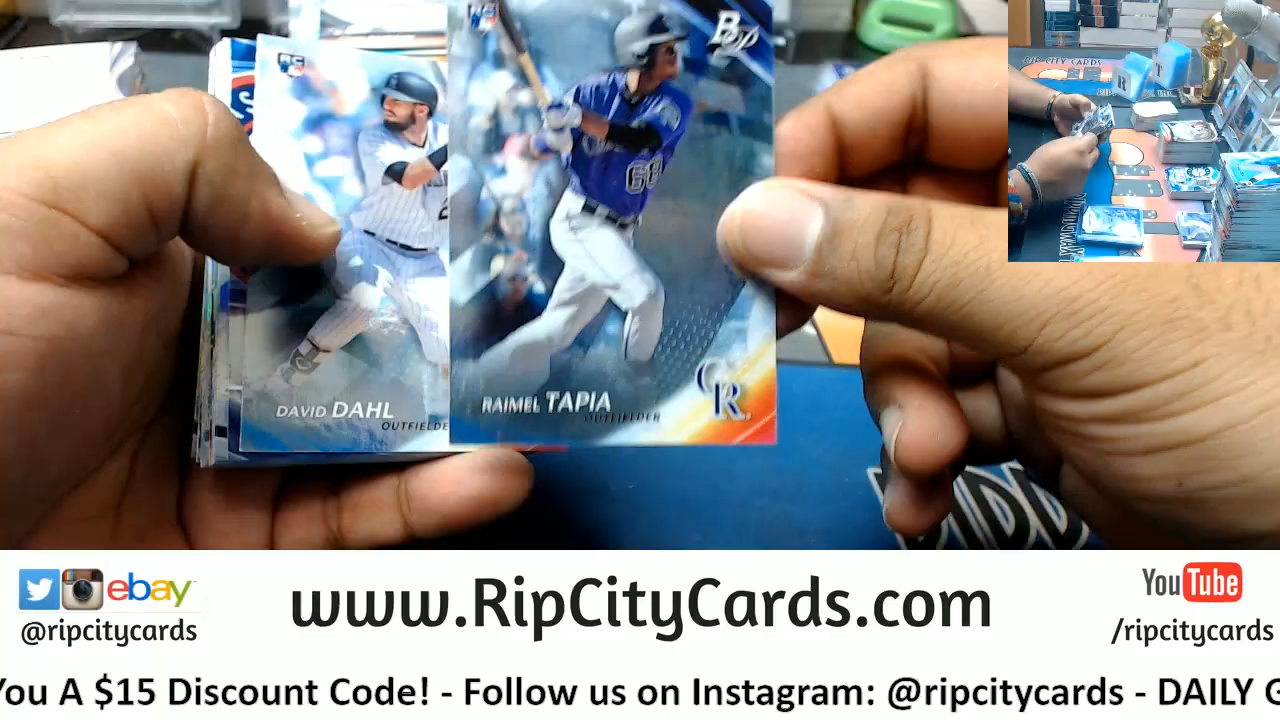 RC
BP
68
RAIMEL TAPIA
OUTFIELDER
CR
DAVID DAHL
OUTFIELDE
RIP CITY CARDS
ebay
@ripcitycards
www.RipCityCards.com
YouTube
/ripcitycards
You A $15 Discount Code! - Follow us on Instagram: @ripcitycards - DAILY G